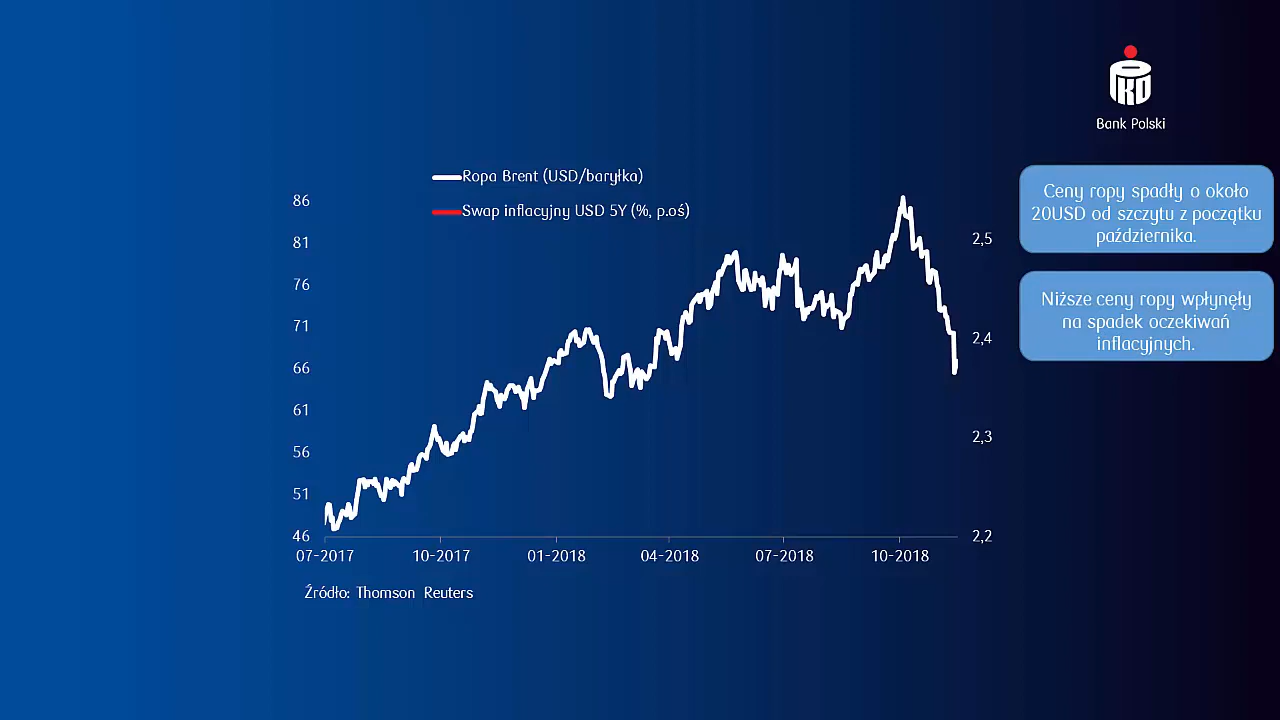 PKO
Bank Polski
Ropa Brent (USD/baryłka)
Swap inflacyjny USD 5Y (%, p.oś)
86
81
76
71
66
61
56
51
46
2,5
2,4
2,3
2,2
07-2017 10-2017 01-2018 04-2018 07-2018 10-2018
Źródło: Thomson Reuters
Ceny ropy spadły o około
20USD od szczytu z początku
października.
Niższe ceny ropy wpłynęły
na spadek oczekiwań
inflacyjnych.